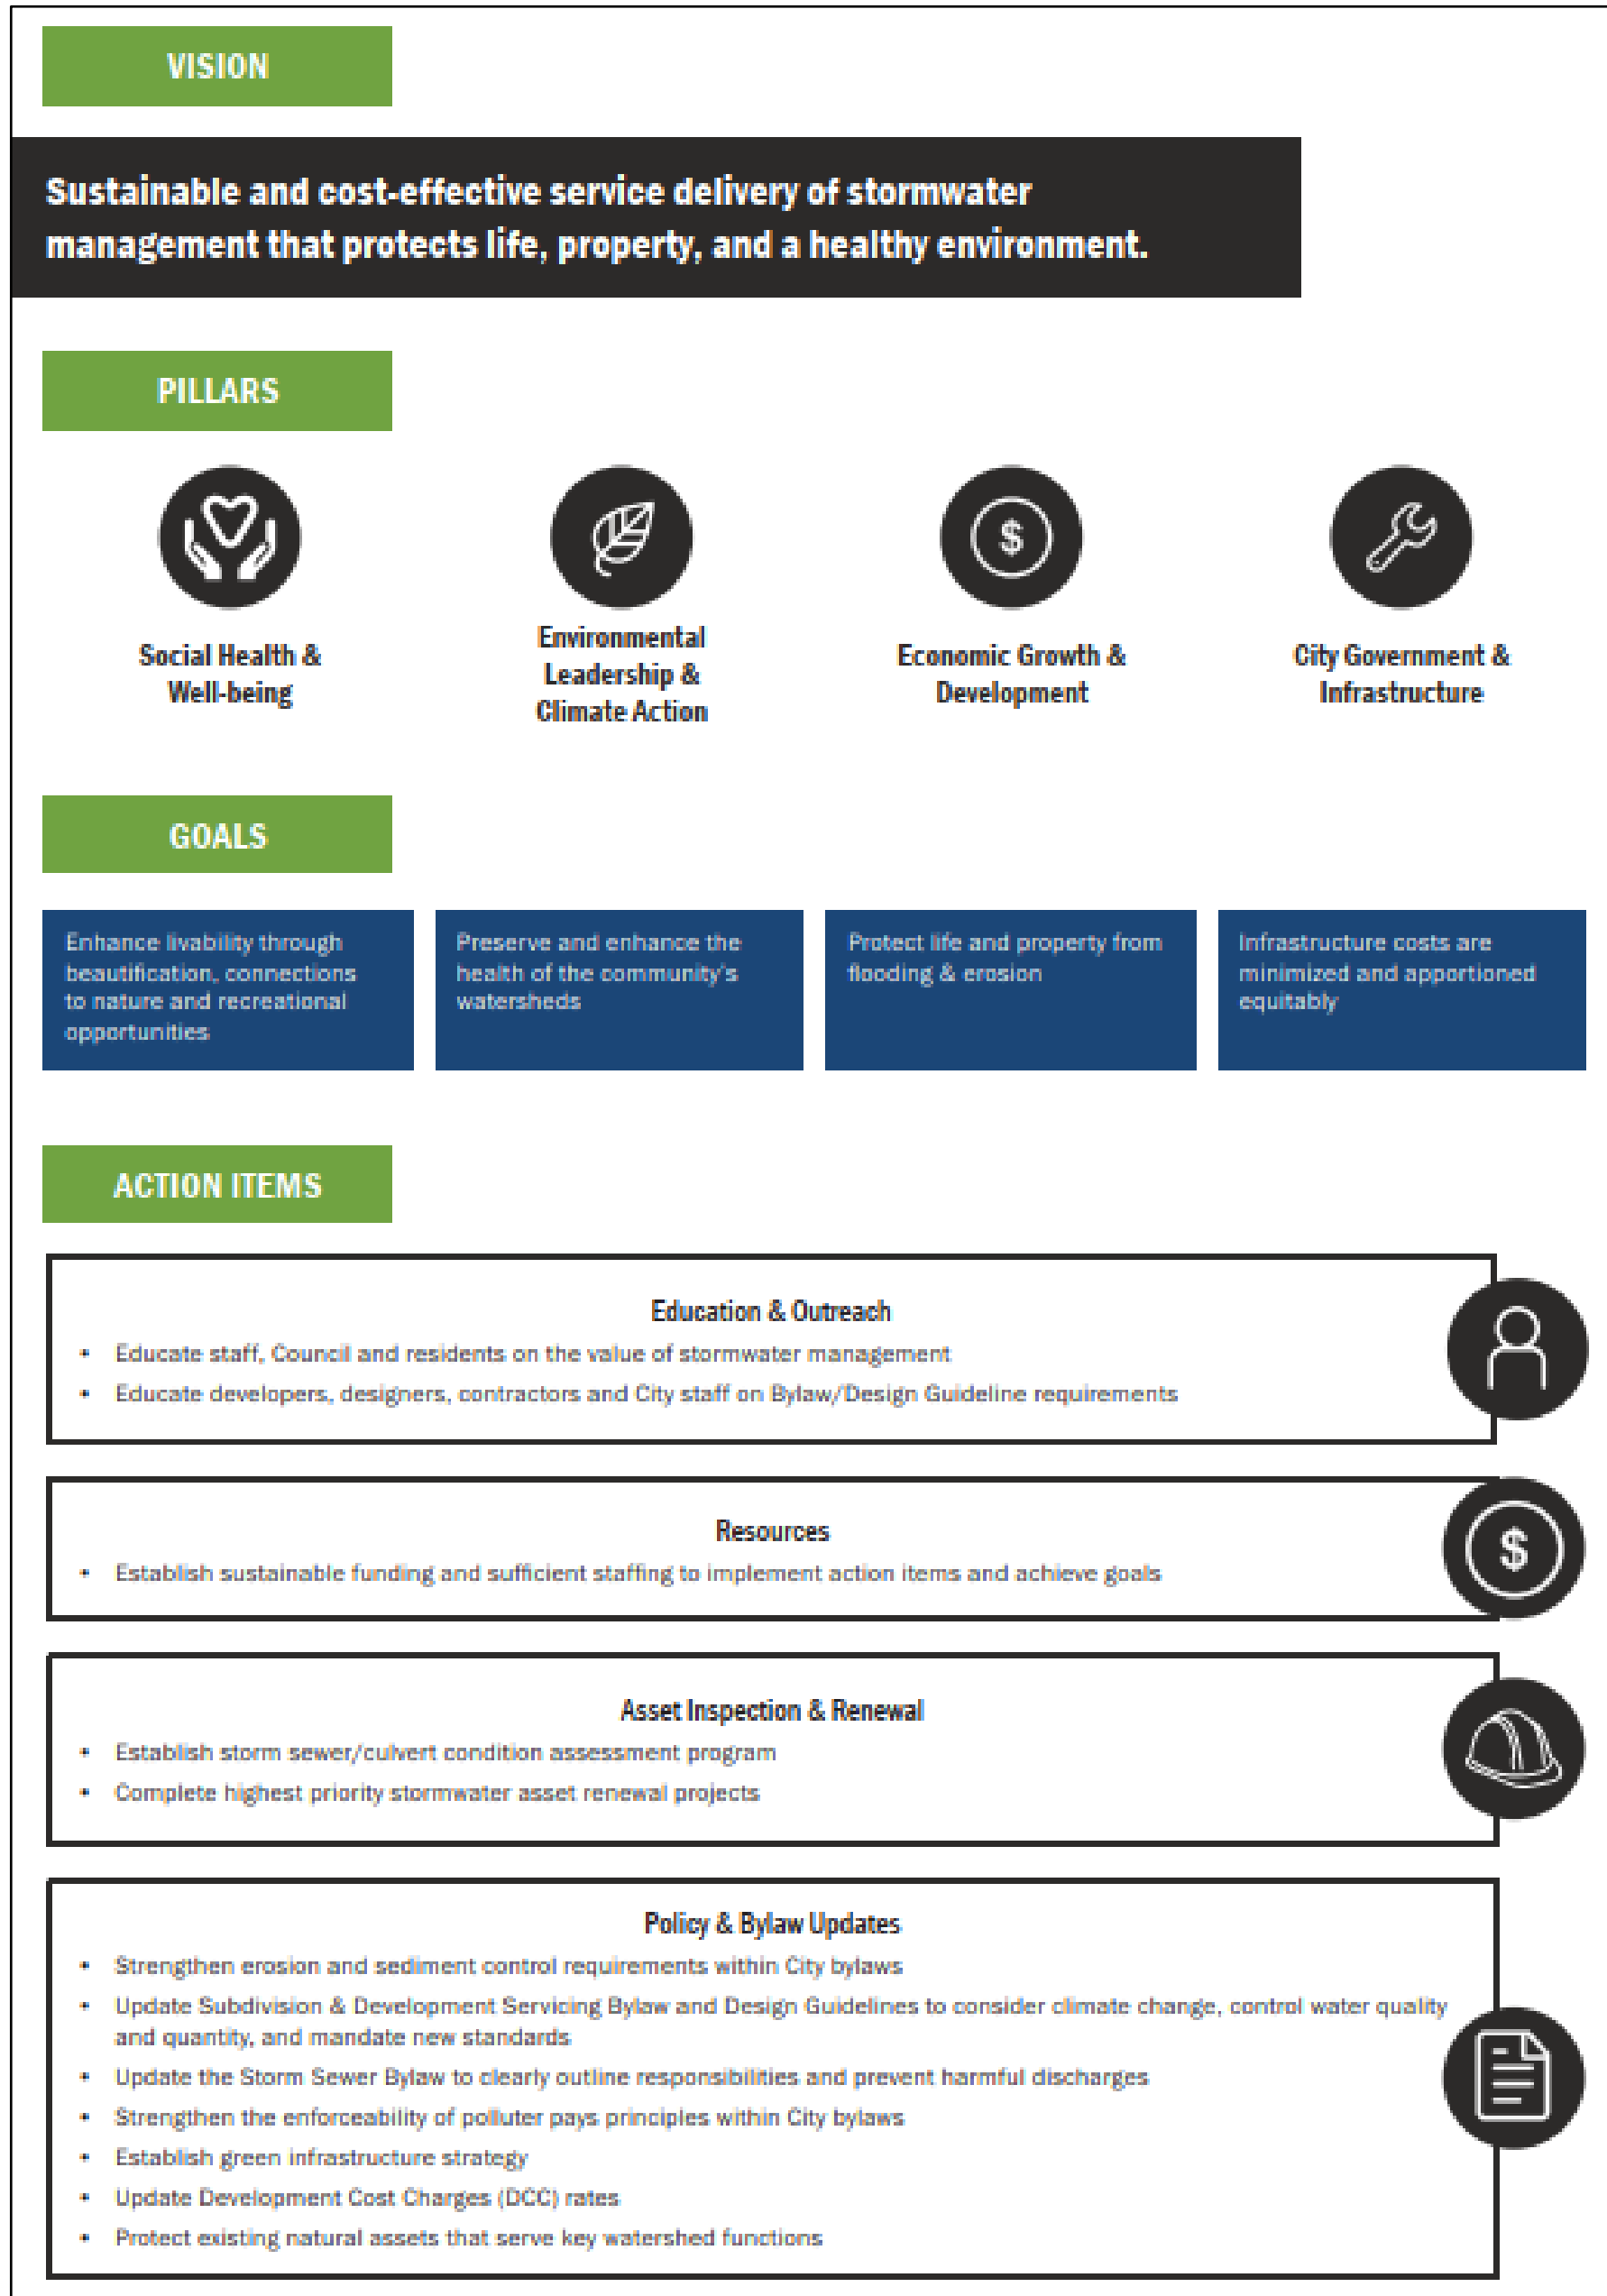 VISION
Sustainable and cost-effective service delivery of stormwater
management that protects life, property, and a healthy environment.
PILLARS
Social Health &
Well-being
Environmental
Leadership &
Climate Action
Economic Growth &
Development
City Government &
Infrastructure
GOALS
Enhance livability through
beautification, connections
to nature and recreational
opportunities
Preserve and enhance the
health of the community's
watersheds
Protect life and property from
flooding & erosion
Infrastructure costs are
minimized and apportioned
equitably
ACTION ITEMS
Education & Outreach
• Educate staff, Council and residents on the value of stormwater management
• Educate developers, designers, contractors and City staff on Bylaw/Design Guideline requirements
Resources
$
• Establish sustainable funding and sufficient staffing to implement action items and achieve goals
Asset Inspection & Renewal
• Establish storm sewer/culvert condition assessment program
• Complete highest priority stormwater asset renewal projects
Policy & Bylaw Updates
• Strengthen erosion and sediment control requirements within City bylaws
• Update Subdivision & Development Servicing Bylaw and Design Guidelines to consider climate change, control water quality
and quantity, and mandate new standards
• Update the Storm Sewer Bylaw to clearly outline responsibilities and prevent harmful discharges
• Strengthen the enforceability of polluter pays principles within City bylaws
• Establish green infrastructure strategy
• Update Development Cost Charges (DCC) rates
• Protect existing natural assets that serve key watershed functions